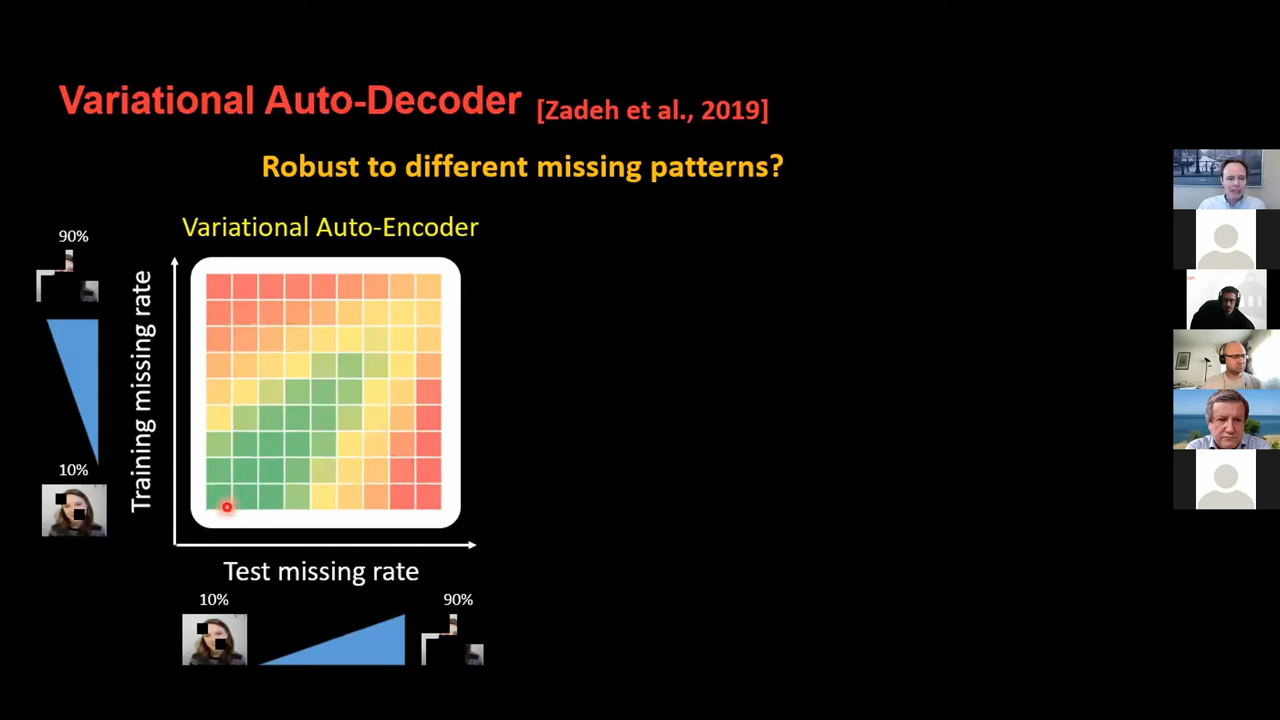 Variational Auto-Decoder [Zadeh et al., 2019]
Robust to different missing patterns?
Variational Auto-Encoder
90%
Training missing rate
10%
Test missing rate
10%
90%